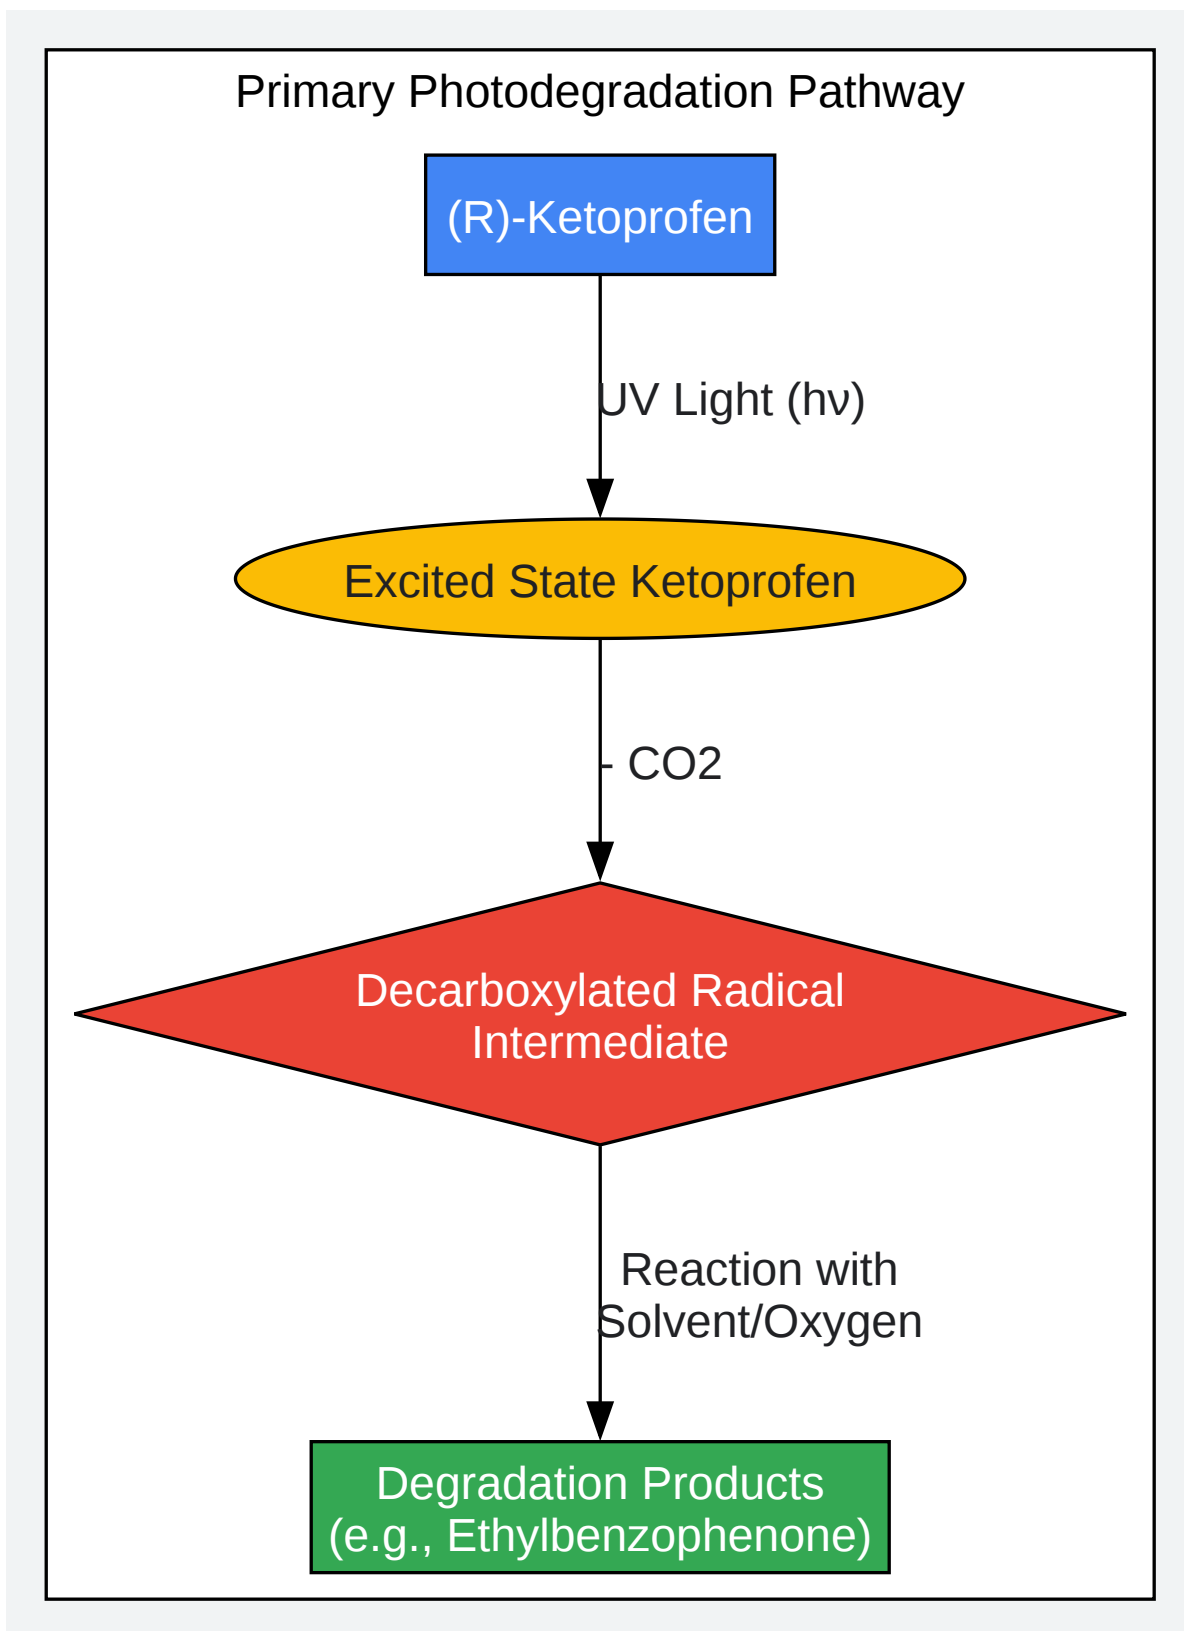 Primary Photodegradation Pathway
(R)-Ketoprofen
UV Light (hν)
Excited State Ketoprofen
- CO2
Decarboxylated Radical
Intermediate
Reaction with
Solvent/Oxygen
Degradation Products
(e.g., Ethylbenzophenone)